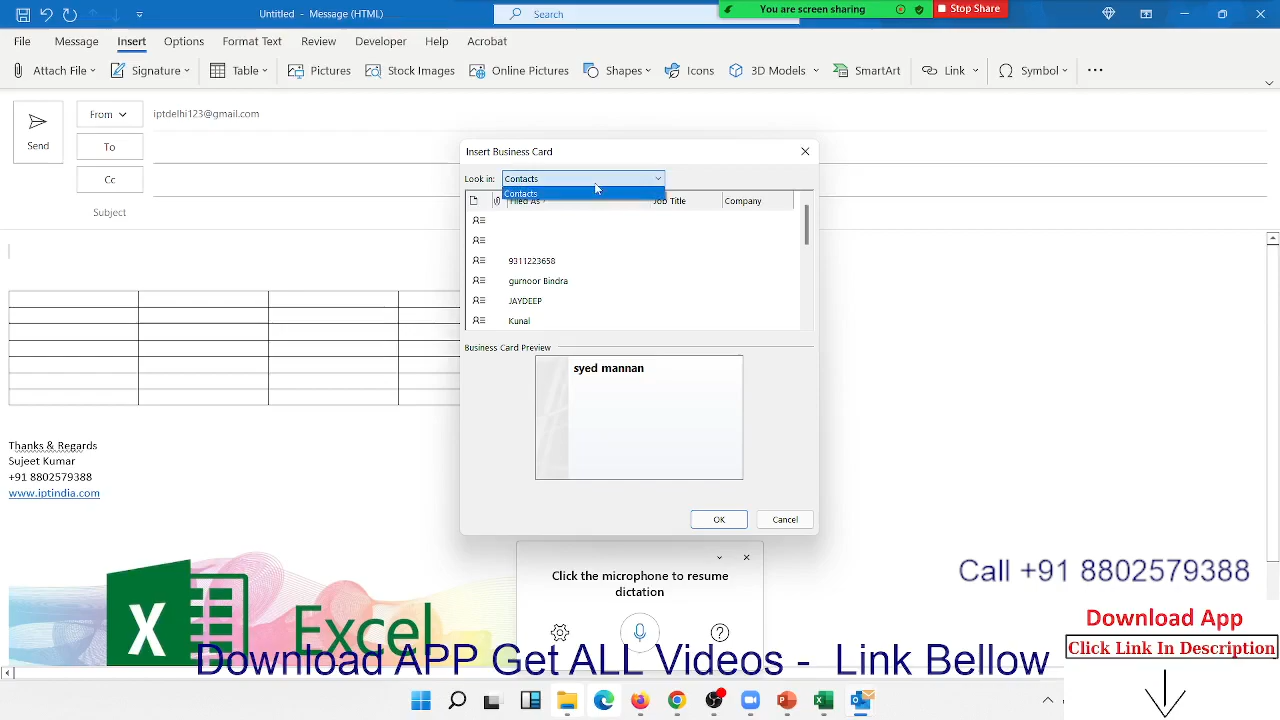 Untitled - Message (HTML)
Search
You are screen sharing
Stop Share
File
Message
Insert
Options
Format Text
Review
Developer
Help
Acrobat
Attach File
Signature
Table
Pictures
Stock Images
Online Pictures
Shapes
Icons
3D Models
SmartArt
Link
Symbol
Send
From
iptdelhi123@gmail.com
To
Cc
Subject
Insert Business Card
Look in:
Contacts
Contacts
Filed As
Job Title
Company
9311223658
gurnoor Bindra
JAYDEEP
Kunal
Business Card Preview
syed mannan
OK
Cancel
Thanks & Regards
Sujeet Kumar
+91 8802579388
www.iptindia.com
Click the microphone to resume
dictation
X
Excel
Call +91 8802579388
Download App
Click Link In Description
Download APP Get ALL Videos - Link Bellow